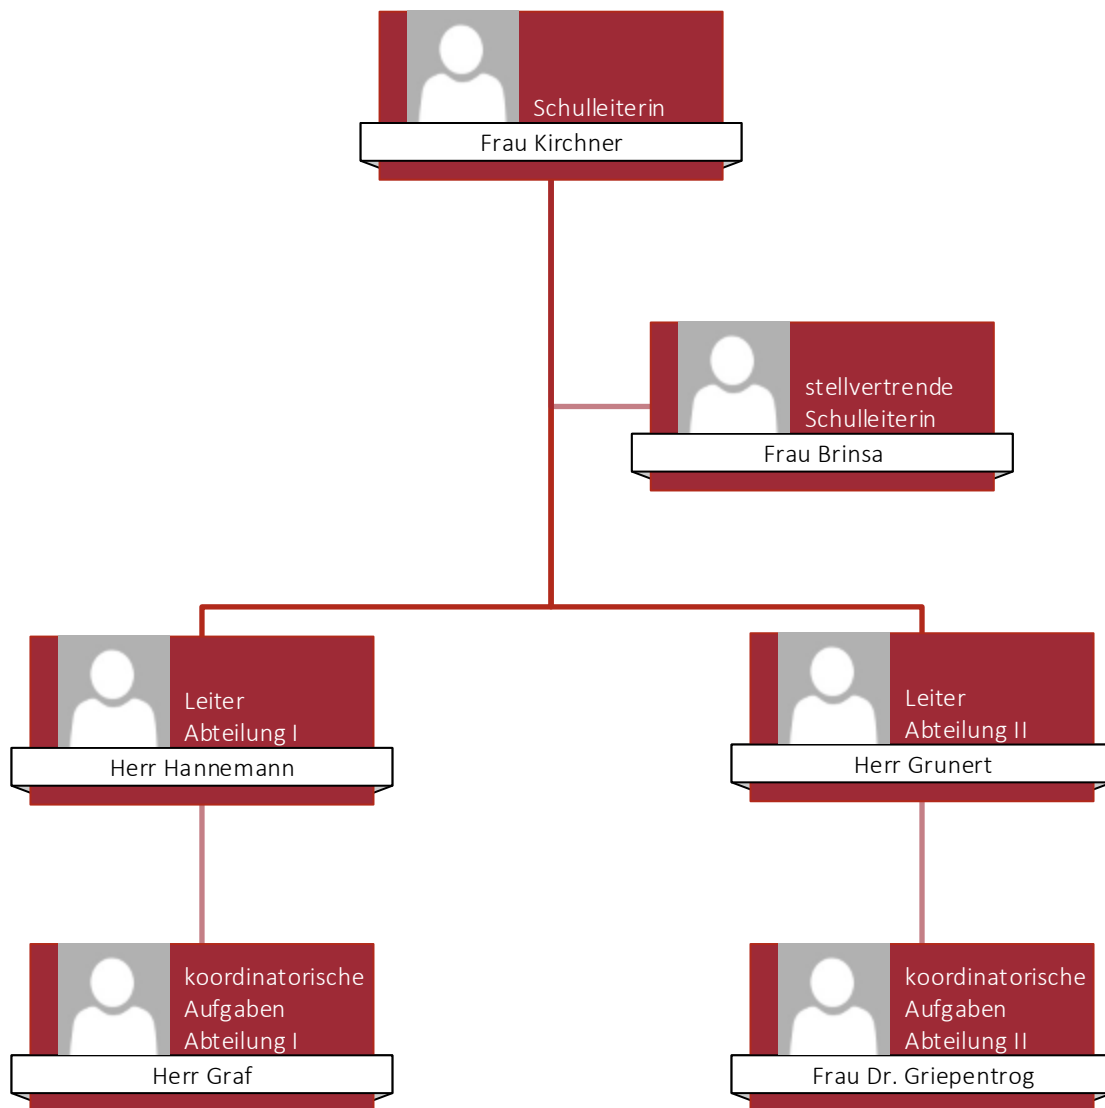 Schulleiterin
Frau Kirchner
stellvertrende
Schulleiterin
Frau Brinsa
Leiter
Abteilung I
Herr Hannemann
Leiter
Abteilung II
Herr Grunert
koordinatorische
Aufgaben
Abteilung I
Herr Graf
koordinatorische
Aufgaben
Abteilung II
Frau Dr. Griepentrog